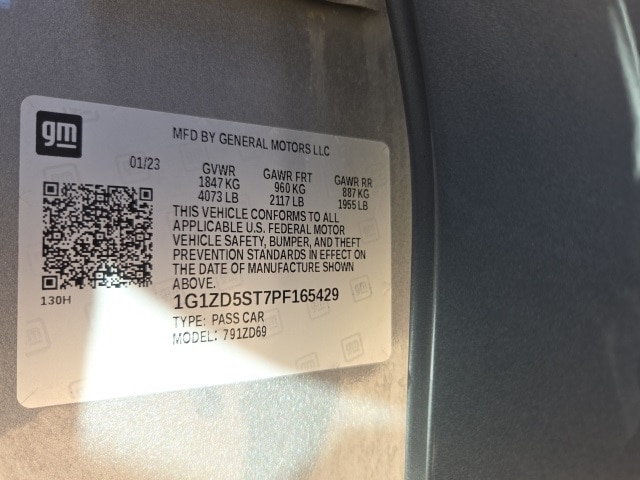 gm
MFD BY GENERAL MOTORS LLC
01/23 GVWR GAWR FRT GAWR RR
1847 KG 960 KG 887 KG
4073 LB 2117 LB 1955 LB
THIS VEHICLE CONFORMS TO ALL
APPLICABLE U.S. FEDERAL MOTOR
VEHICLE SAFETY, BUMPER, AND THEFT
PREVENTION STANDARDS IN EFFECT ON
THE DATE OF MANUFACTURE SHOWN
ABOVE.
130H
1G1ZD5ST7PF165429
TYPE: PASS CAR
MODEL: 791ZD69